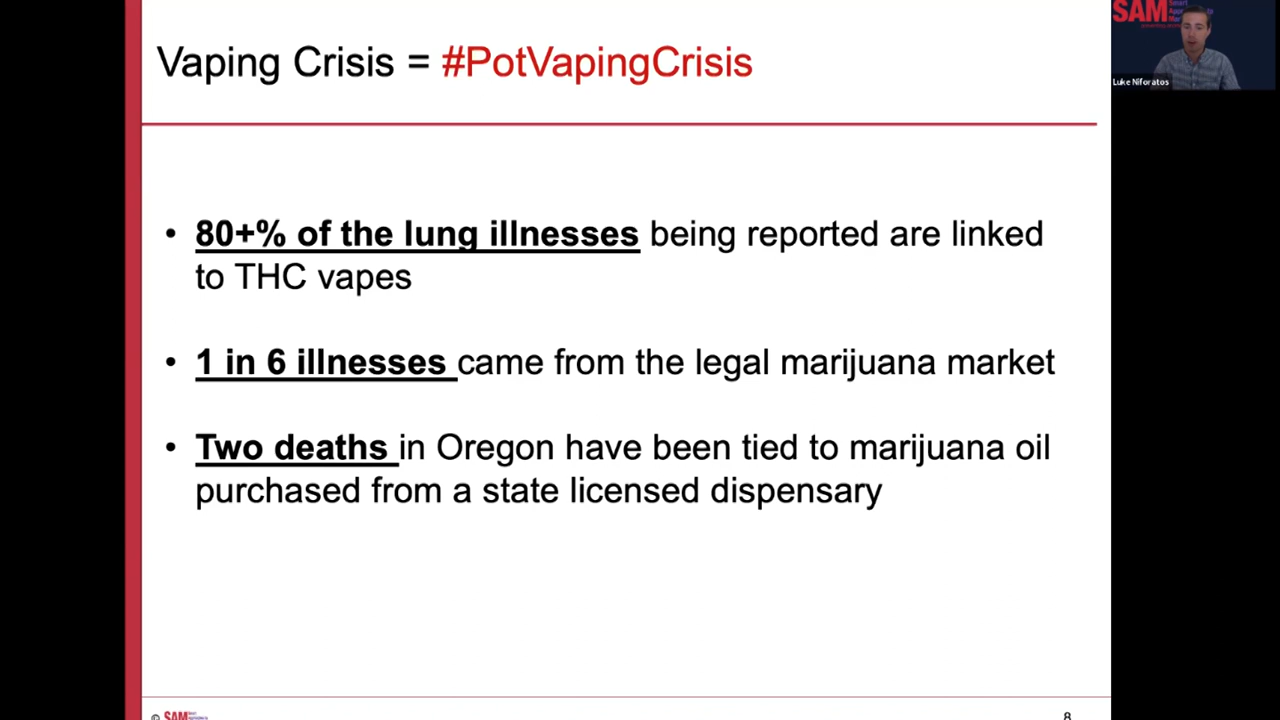 Vaping Crisis = #PotVapingCrisis
• 80+% of the lung illnesses being reported are linked
to THC vapes
• 1 in 6 illnesses came from the legal marijuana market
• Two deaths in Oregon have been tied to marijuana oil
purchased from a state licensed dispensary
© SAM
8
SAM
Luke Niforatos